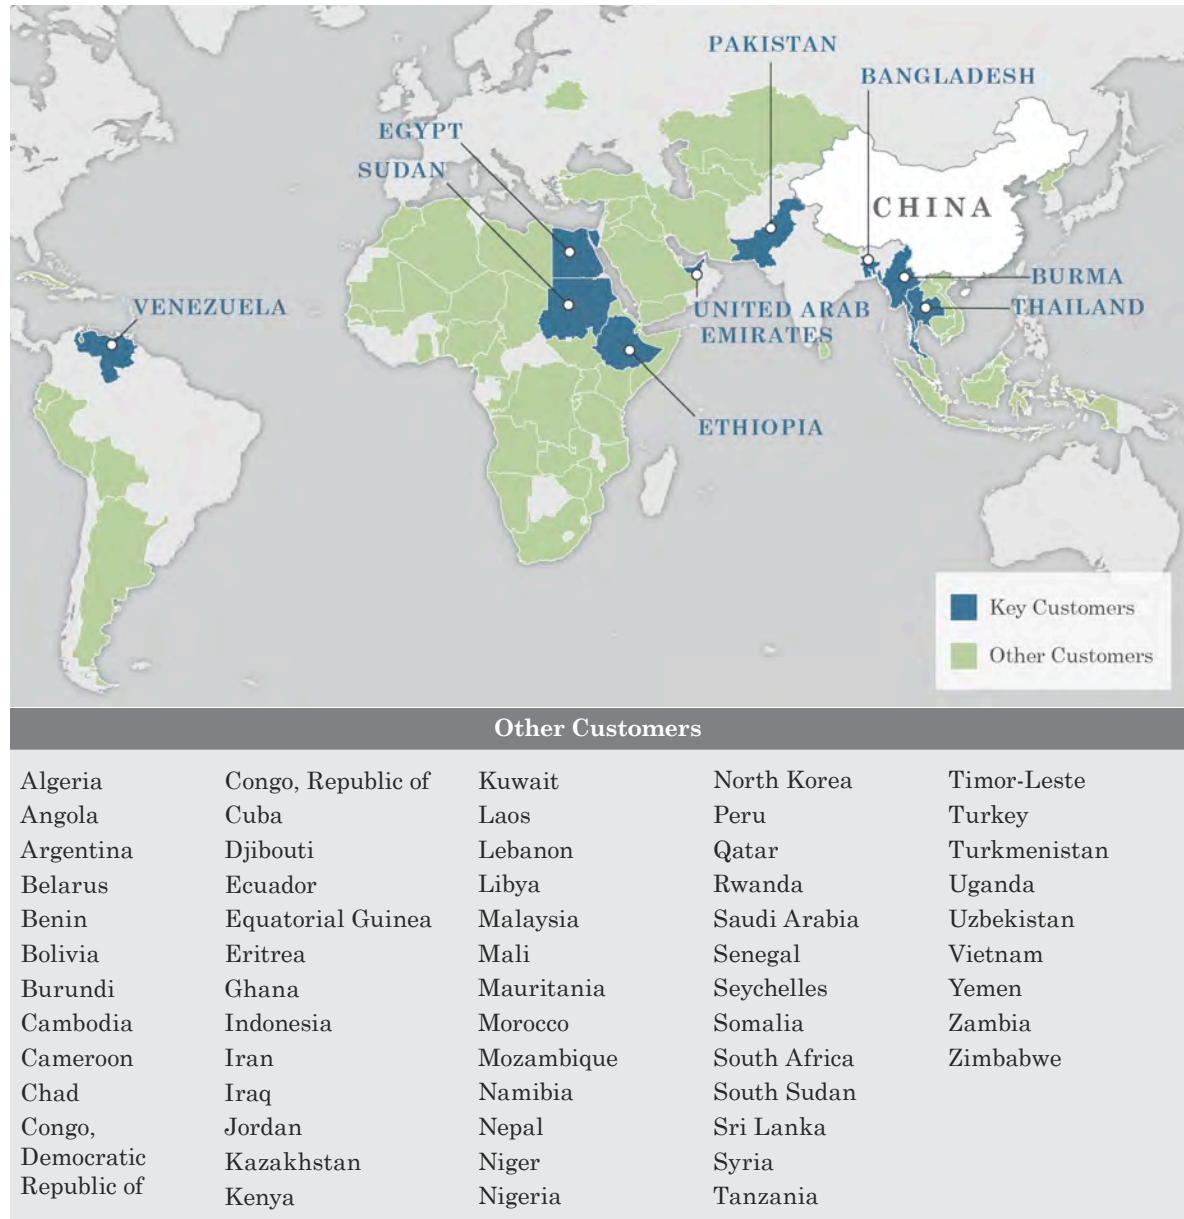 PAKISTAN
BANGLADESH
EGYPT
SUDAN
CHINA
BURMA
VENEZUELA
UNITED ARAB
EMIRATES
THAILAND
ETHIOPIA
Key Customers
Other Customers
Other Customers
Algeria
Angola
Argentina
Belarus
Benin
Bolivia
Burundi
Cambodia
Cameroon
Chad
Congo,
Democratic
Republic of
Congo, Republic of
Cuba
Djibouti
Ecuador
Equatorial Guinea
Eritrea
Ghana
Indonesia
Iran
Iraq
Jordan
Kazakhstan
Kenya
Kuwait
Laos
Lebanon
Libya
Malaysia
Mali
Mauritania
Morocco
Mozambique
Namibia
Nepal
Niger
Nigeria
North Korea
Peru
Qatar
Rwanda
Saudi Arabia
Senegal
Seychelles
Somalia
South Africa
South Sudan
Sri Lanka
Syria
Tanzania
Timor-Leste
Turkey
Turkmenistan
Uganda
Uzbekistan
Vietnam
Yemen
Zambia
Zimbabwe